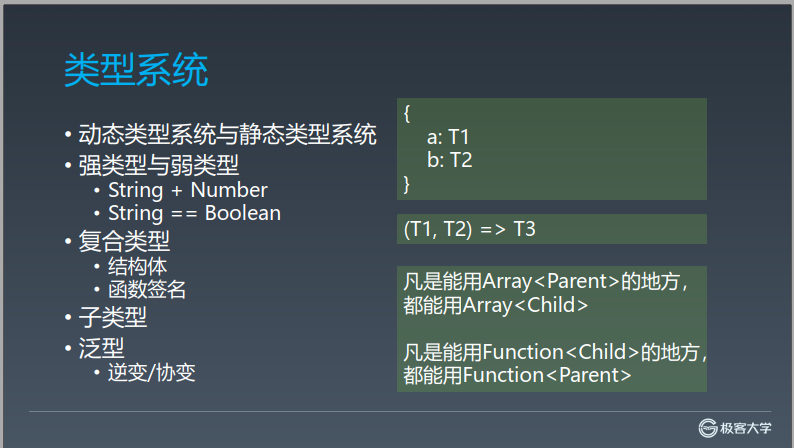 类型系统
• 动态类型系统与静态类型系统
• 强类型与弱类型
• String + Number
• String == Boolean
• 复合类型
• 结构体
• 函数签名
• 子类型
• 泛型
• 逆变/协变
{
a: T1
b: T2
}
(T1, T2) => T3
凡是能用Array<Parent>的地方，
都能用Array<Child>
凡是能用Function<Child>的地方，
都能用Function<Parent>
极客大学